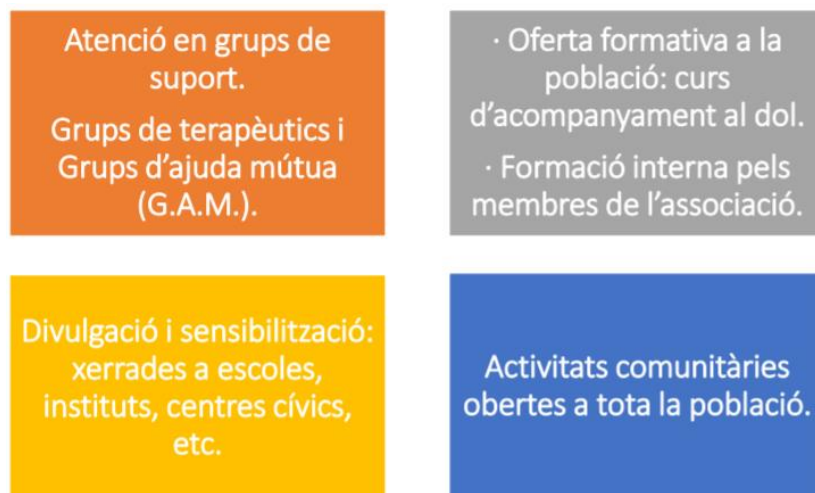 Atenció en grups de
suport.
Grups de terapèutics i
Grups d'ajuda mútua
(G.A.M.).
· Oferta formativa a la
població: curs
d'acompanyament al dol.
· Formació interna pels
membres de l'associació.
Divulgació i sensibilització:
xerrades a escoles,
instituts, centres cívics,
etc.
Activitats comunitàries
obertes a tota la població.